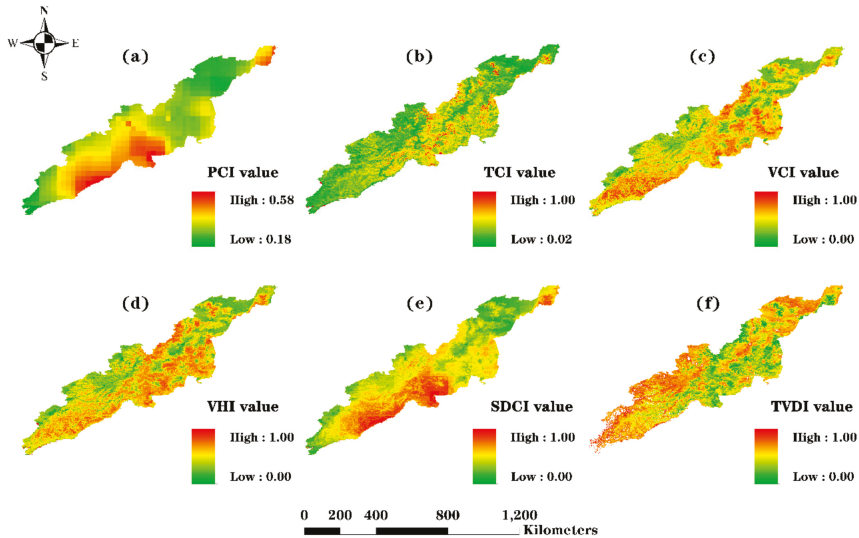 N
W E
S
(a)
PCI value
High : 0.58
Low : 0.18
(b)
TCI value
High : 1.00
Low : 0.02
(c)
VCI value
High : 1.00
Low : 0.00
(d)
VHI value
High : 1.00
Low : 0.00
(e)
SDCI value
High : 1.00
Low : 0.00
(f)
TVDI value
High : 1.00
Low : 0.00
0 200 400 800 1,200
Kilometers